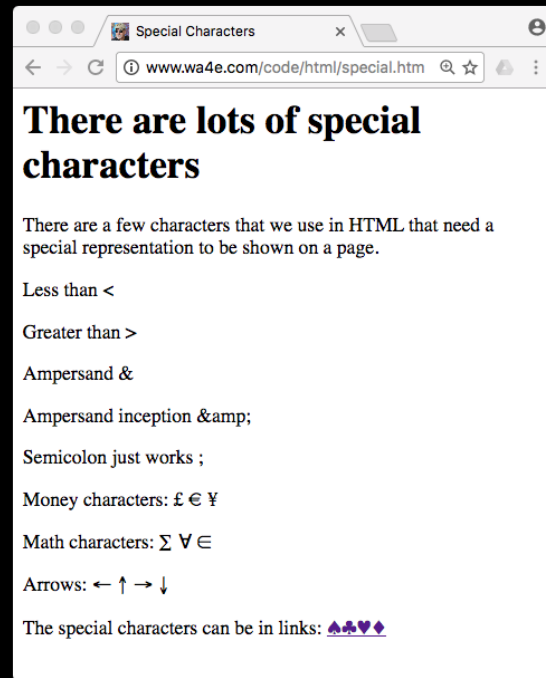 Special Characters
www.wa4e.com/code/html/special.htm
There are lots of special
characters
There are a few characters that we use in HTML that need a
special representation to be shown on a page.
Less than <
Greater than >
Ampersand &
Ampersand inception &amp;
Semicolon just works ;
Money characters: £ € ¥
Math characters: ∑ ∀ ∈
Arrows: ← ↑ → ↓
The special characters can be in links: ♠♣♥♦